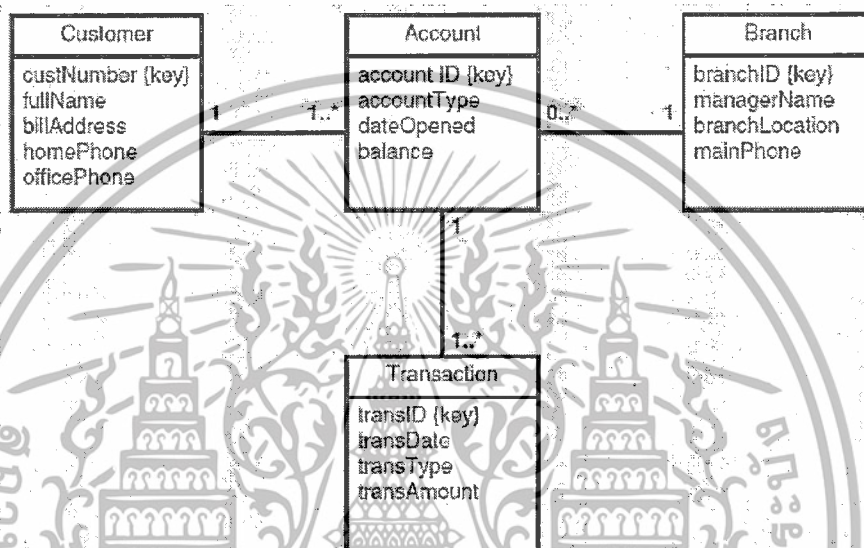 Customer
custNumber {key}
fullName
billAddress
homePhone
officePhone
1
1..*
Account
account ID {key}
accountType
dateOpened
balance
0..*
1
Branch
branchID {key}
managerName
branchLocation
mainPhone
1
1..*
Transaction
transID {key}
transDate
transType
transAmount